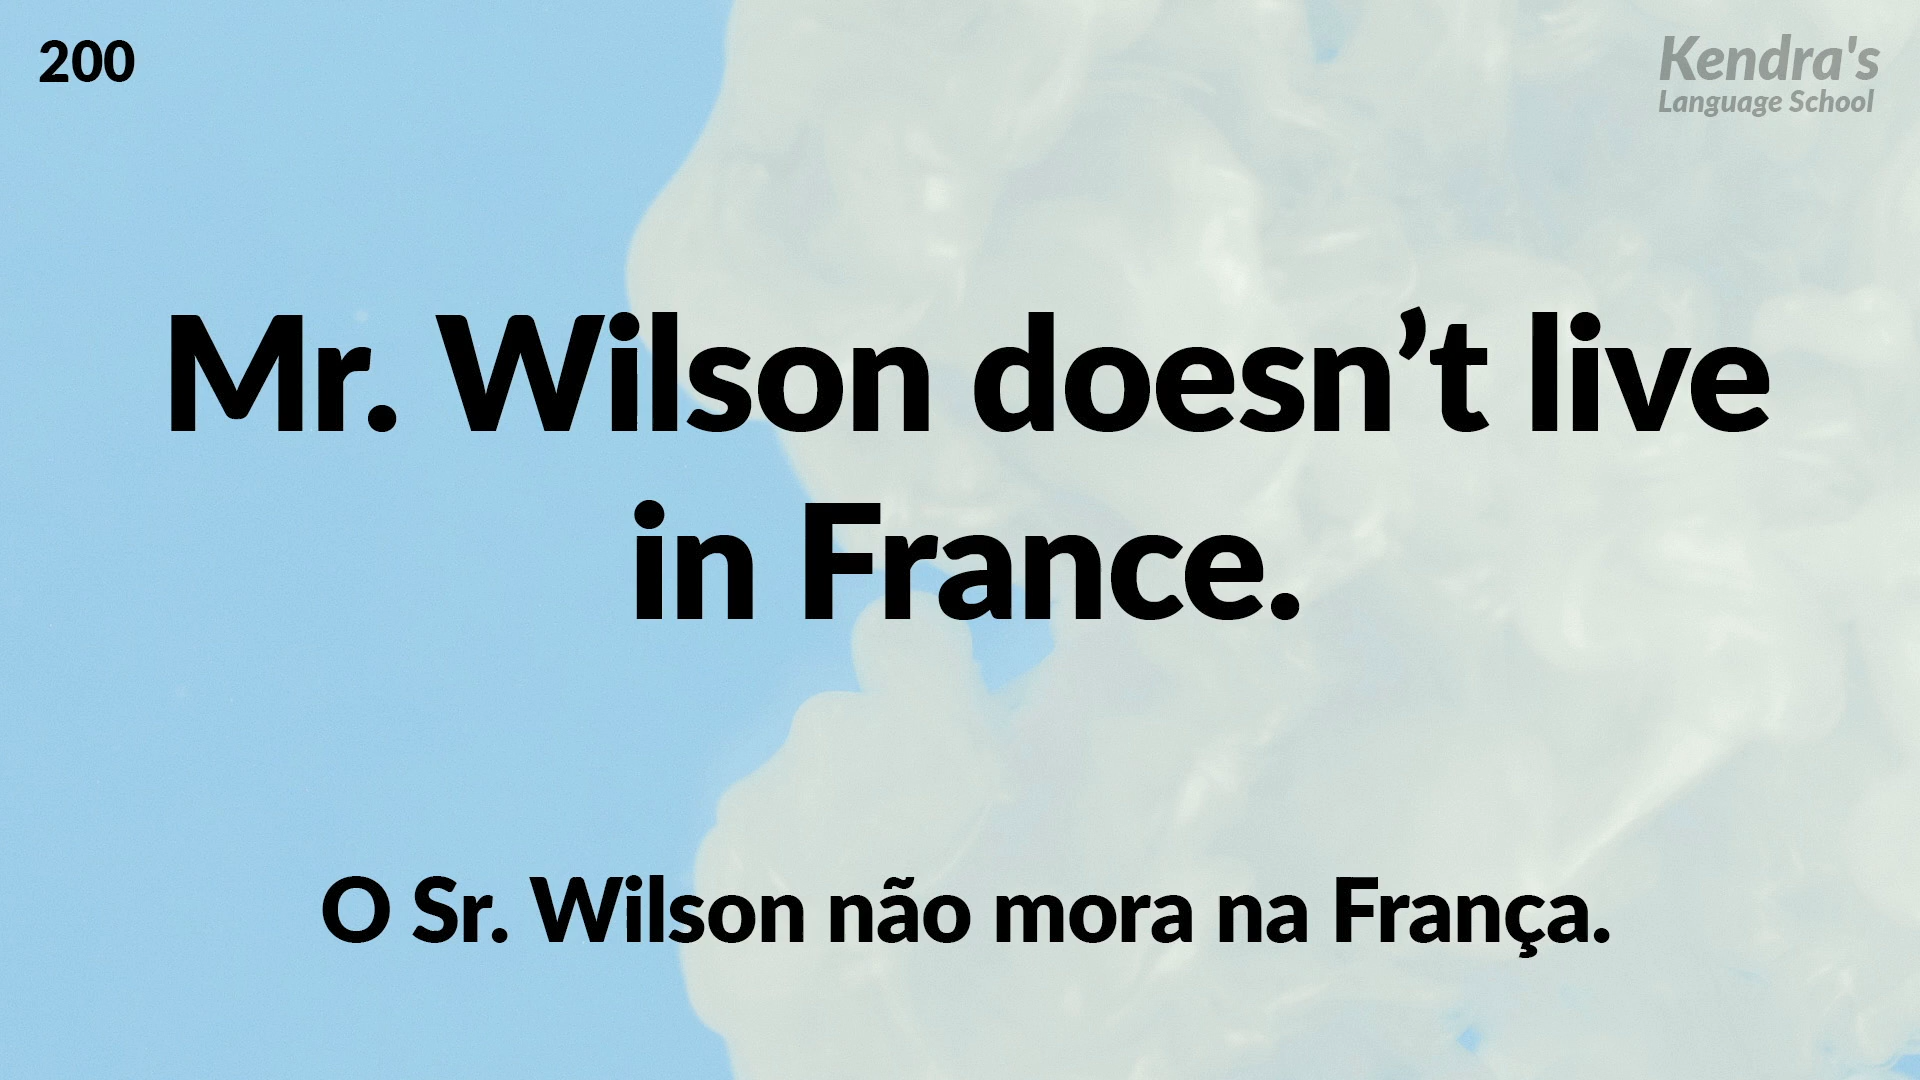 200
Kendra's
Language School
Mr. Wilson doesn’t live
in France.
O Sr. Wilson não mora na França.